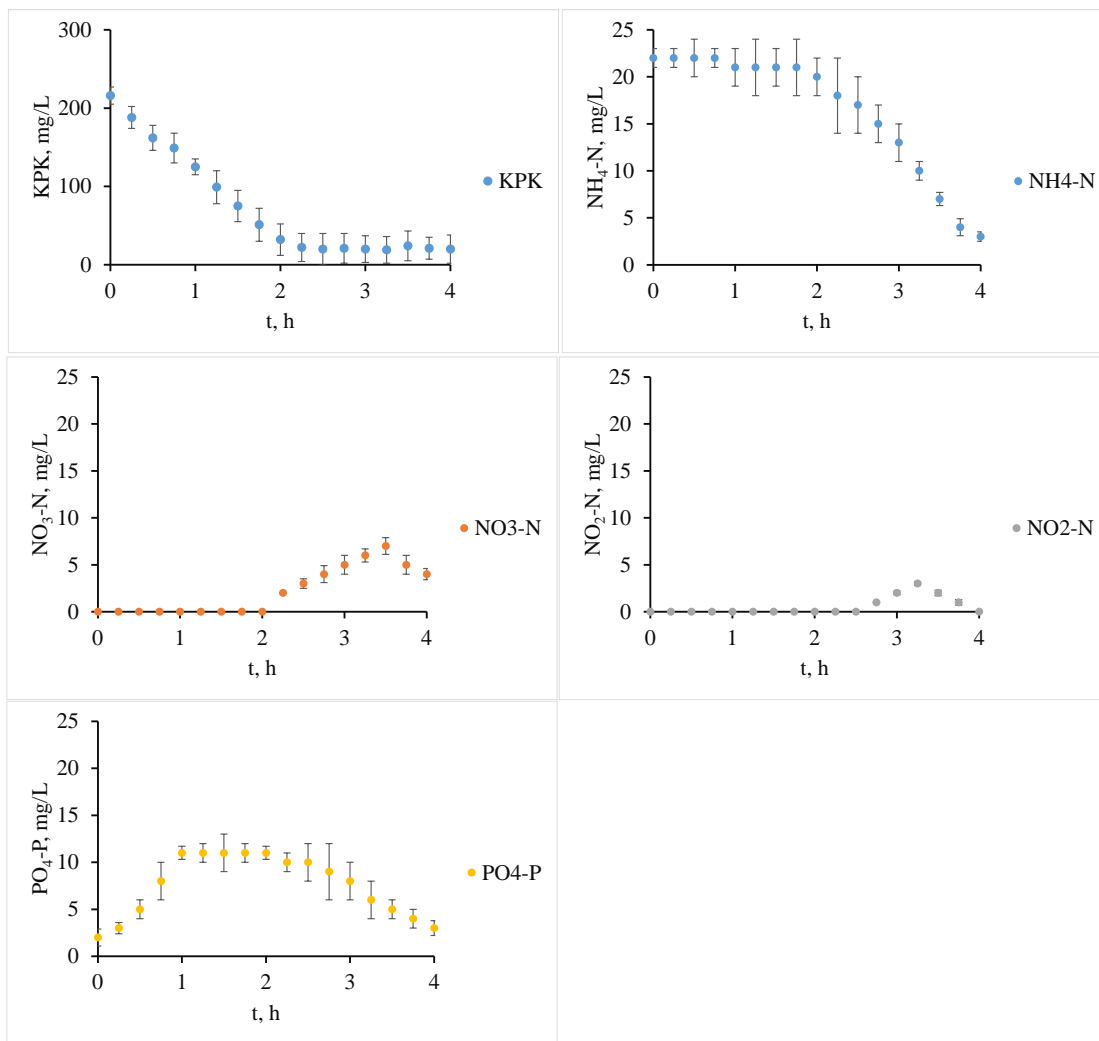 300
200
100
0
KPK, mg/L
0 1 2 3 4
t, h
KPK
25
20
15
10
5
0
NH₄-N, mg/L
0 1 2 3 4
t, h
NH4-N
25
20
15
10
5
0
NO₃-N, mg/L
0 1 2 3 4
t, h
NO3-N
25
20
15
10
5
0
NO₂-N, mg/L
0 1 2 3 4
t, h
NO2-N
25
20
15
10
5
0
PO₄-P, mg/L
0 1 2 3 4
t, h
PO4-P